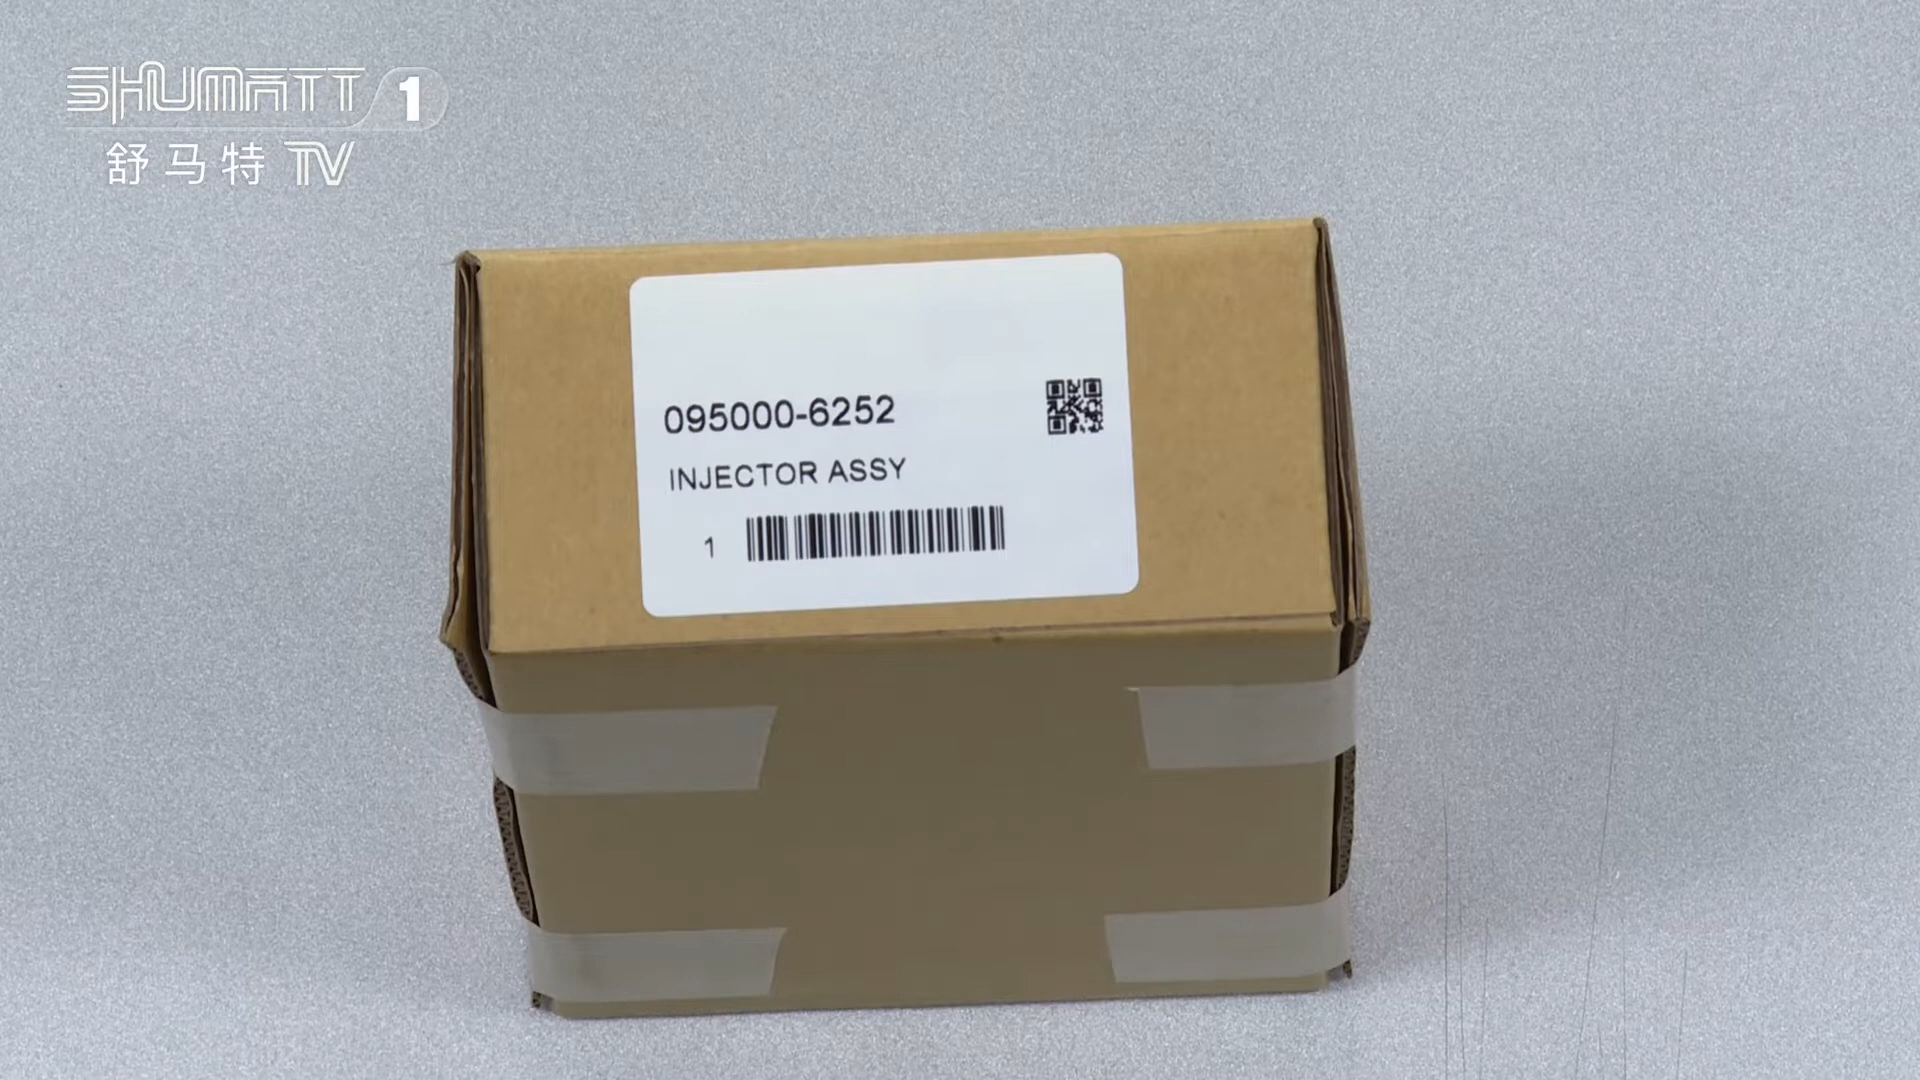 SHUMATT 1
舒马特 TV
095000-6252
INJECTOR ASSY
1